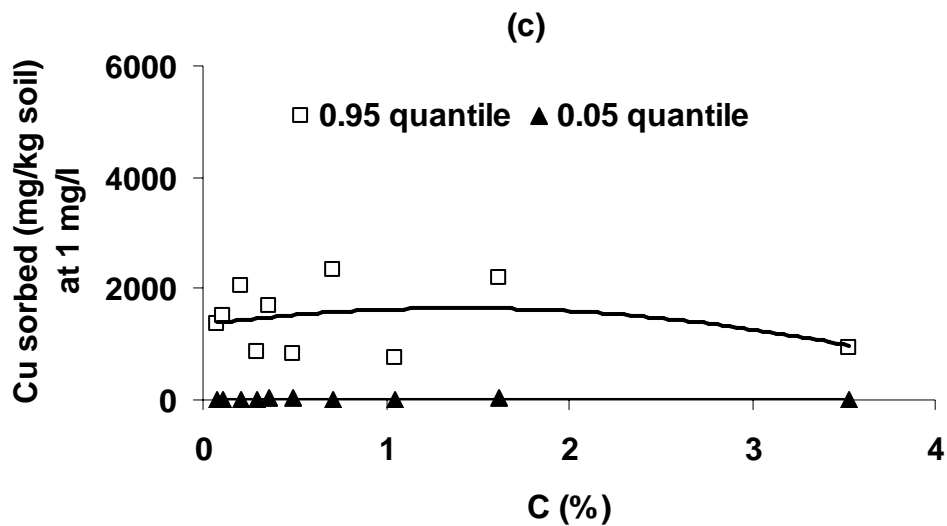 (c)
Cu sorbed (mg/kg soil)
at 1 mg/l
6000
4000
2000
0
0.95 quantile 0.05 quantile
0 1 2 3 4
C (%)